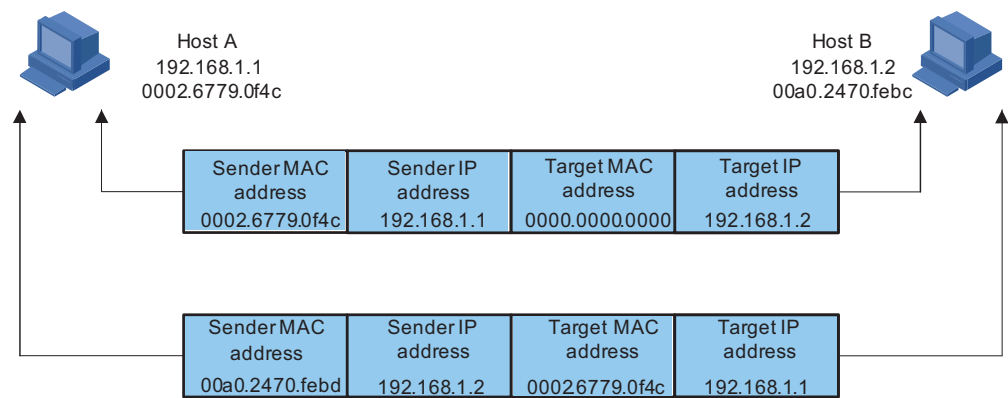 Host A
192.168.1.1
0002.6779.0f4c
Host B
192.168.1.2
00a0.2470.febc
Sender MAC address
0002.6779.0f4c
Sender IP address
192.168.1.1
Target MAC address
0000.0000.0000
Target IP address
192.168.1.2
Sender MAC address
00a0.2470.febd
Sender IP address
192.168.1.2
Target MAC address
0002.6779.0f4c
Target IP address
192.168.1.1